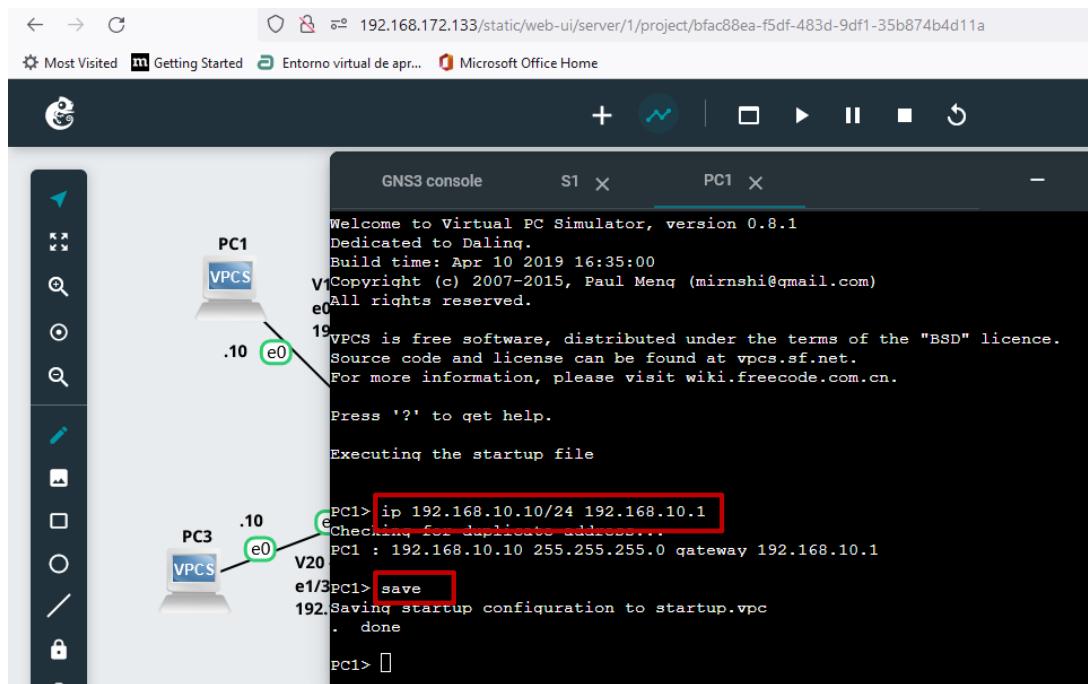 192.168.172.133/static/web-ui/server/1/project/bfac88ea-f5df-483d-9df1-35b874b4d11a
Most Visited Getting Started Entorno virtual de apr... Microsoft Office Home
GNS3 console S1 PC1
Welcome to Virtual PC Simulator, version 0.8.1
Dedicated to Daling.
Build time: Apr 10 2019 16:35:00
Copyright (c) 2007-2015, Paul Meng (mirnshi@gmail.com)
All rights reserved.
VPCS is free software, distributed under the terms of the "BSD" licence.
Source code and license can be found at vpcs.sf.net.
For more information, please visit wiki.freecode.com.cn.
Press '?' to get help.
Executing the startup file
PC1> ip 192.168.10.10/24 192.168.10.1
Checking for duplicate address...
PC1 : 192.168.10.10 255.255.255.0 gateway 192.168.10.1
PC1> save
Saving startup configuration to startup.vpc
. done
PC1>
PC1
VPCS
V1
e0
19
.10 e0
.10
PC3
e0
e
VPCS
V20
e1/3
192.